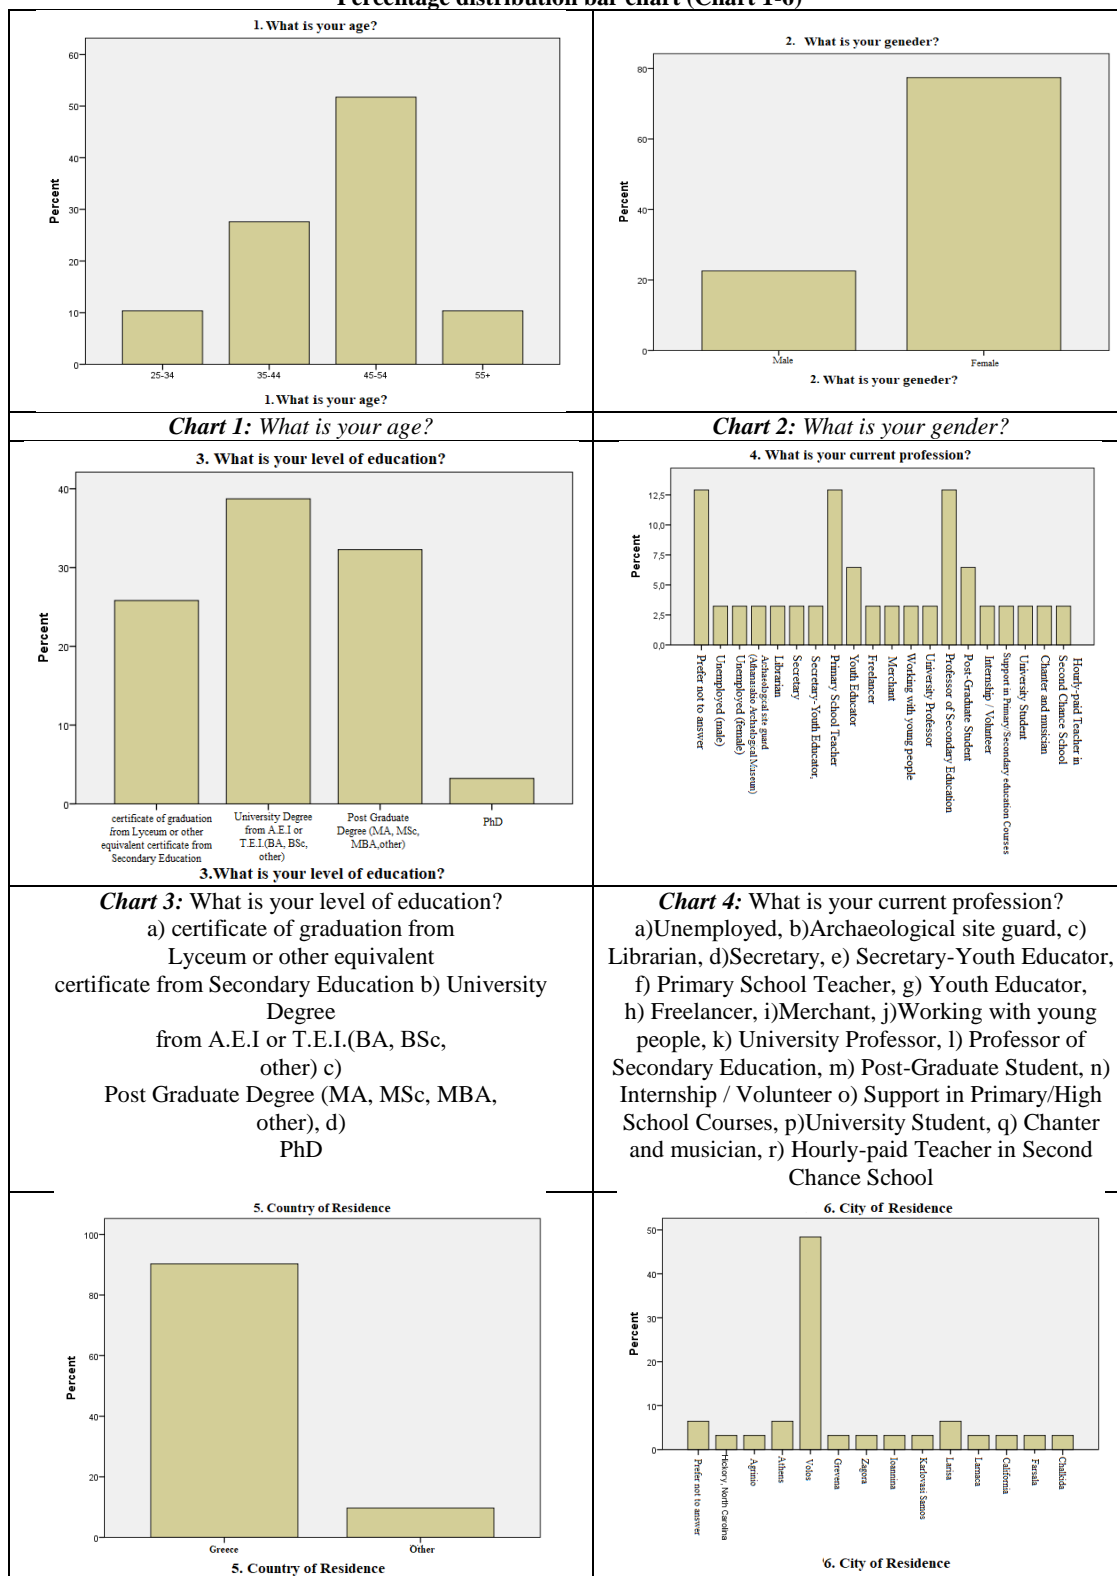 Percentage distribution bar chart (Chart 1-6)
1. What is your age?
60
50
40
30
20
10
0
Percent
25-34
35-44
45-54
55+
1. What is your age?
2. What is your geneder?
80
60
40
20
0
Percent
Male
Female
2. What is your geneder?
Chart 1: What is your age?
Chart 2: What is your gender?
3. What is your level of education?
40
30
20
10
0
Percent
certificate of graduation
from Lyceum or other
equivalent certificate from
Secondary Education
University Degree
from A.E.I or
T.E.I.(BA, BSc,
other)
Post Graduate
Degree (MA, MSc,
MBA,other)
PhD
3.What is your level of education?
4. What is your current profession?
12,5
10,0
7,5
5,0
2,5
0,0
Percent
Prefer not to answer
Unemployed (male)
Unemployed (female)
Archaeological site guard
(Athanasakio Archaelogical Museum)
Librarian
Secretary
Secretary-Youth Educator,
Primary School Teacher
Youth Educator
Freelancer
Merchant
Working with young people
University Professor
Professor of Secondary Education
Post-Graduate Student
Internship / Volunteer
Support in Primary/Secondary education Courses
University Student
Chanter and musician
Hourly-paid Teacher in
Second Chance School
Chart 3: What is your level of education?
a) certificate of graduation from
Lyceum or other equivalent
certificate from Secondary Education b) University
Degree
from A.E.I or T.E.I.(BA, BSc,
other) c)
Post Graduate Degree (MA, MSc, MBA,
other), d)
PhD
Chart 4: What is your current profession?
a)Unemployed, b)Archaeological site guard, c)
Librarian, d)Secretary, e) Secretary-Youth Educator,
f) Primary School Teacher, g) Youth Educator,
h) Freelancer, i)Merchant, j)Working with young
people, k) University Professor, l) Professor of
Secondary Education, m) Post-Graduate Student, n)
Internship / Volunteer o) Support in Primary/High
School Courses, p)University Student, q) Chanter
and musician, r) Hourly-paid Teacher in Second
Chance School
5. Country of Residence
100
80
60
40
20
0
Percent
Greece
Other
5. Country of Residence
6. City of Residence
50
40
30
20
10
0
Percent
Prefer not to answer
Hickory, North Carolina
Agrinio
Athens
Volos
Grevena
Zagora
Ioannina
Karlovasi Samos
Larisa
Larnaca
California
Farsala
Chalkida
'6. City of Residence